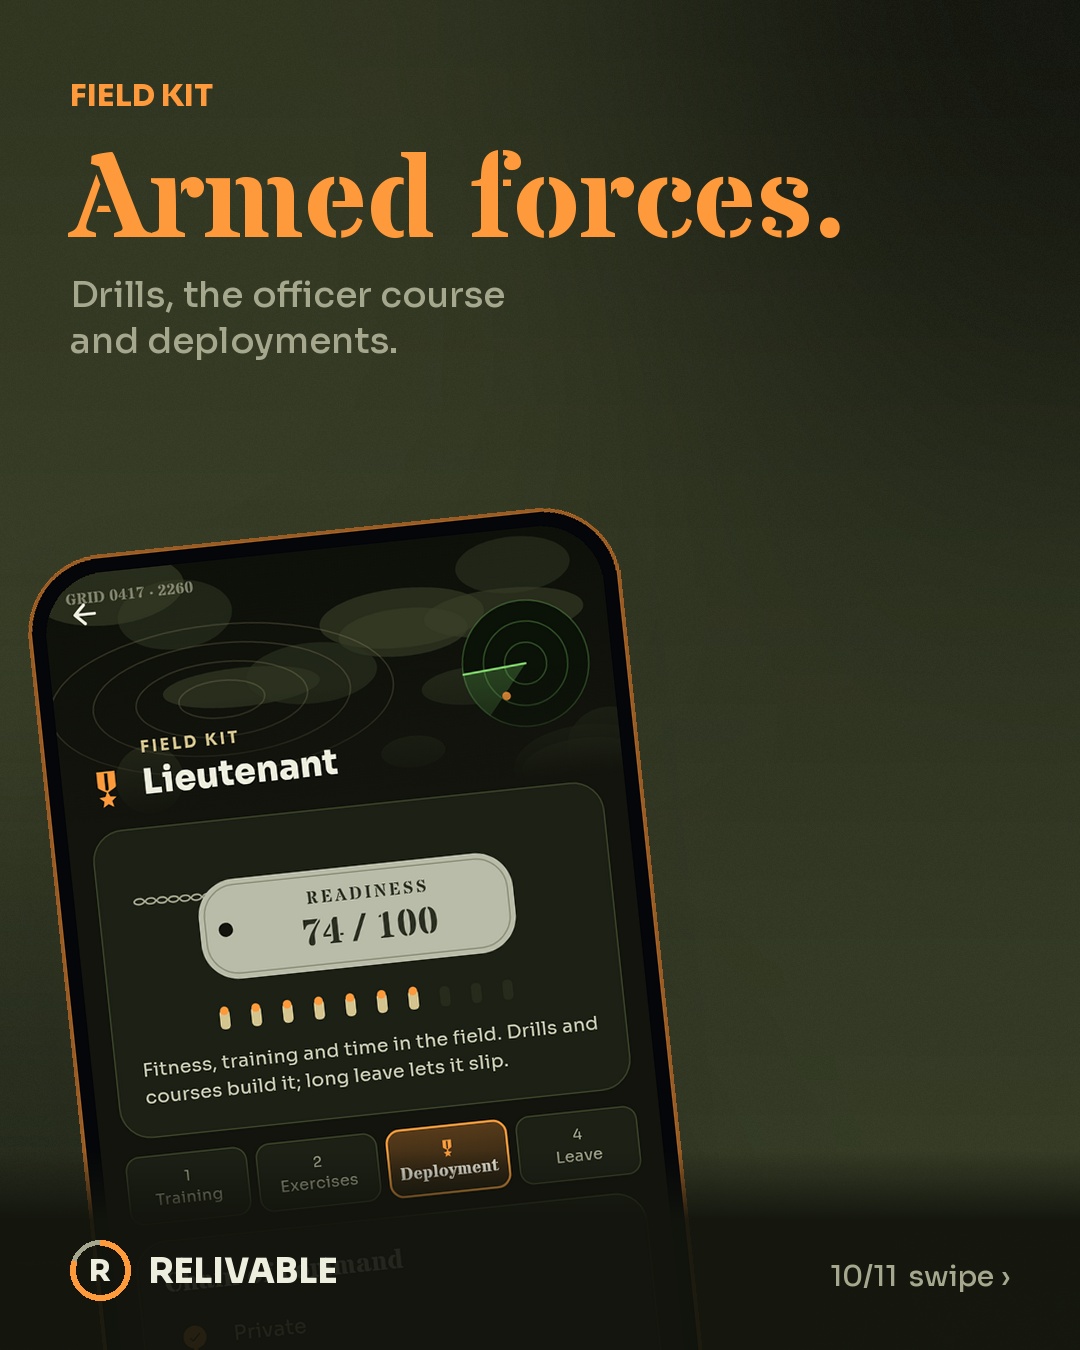 FIELD KIT
Armed forces.
Drills, the officer course
and deployments.
GRID 0417 · 2260
FIELD KIT
Lieutenant
READINESS
74 / 100
Fitness, training and time in the field. Drills and
courses build it; long leave lets it slip.
1
Training
2
Exercises
Deployment
4
Leave
Private
R
RELIVABLE
10/11 swipe ›